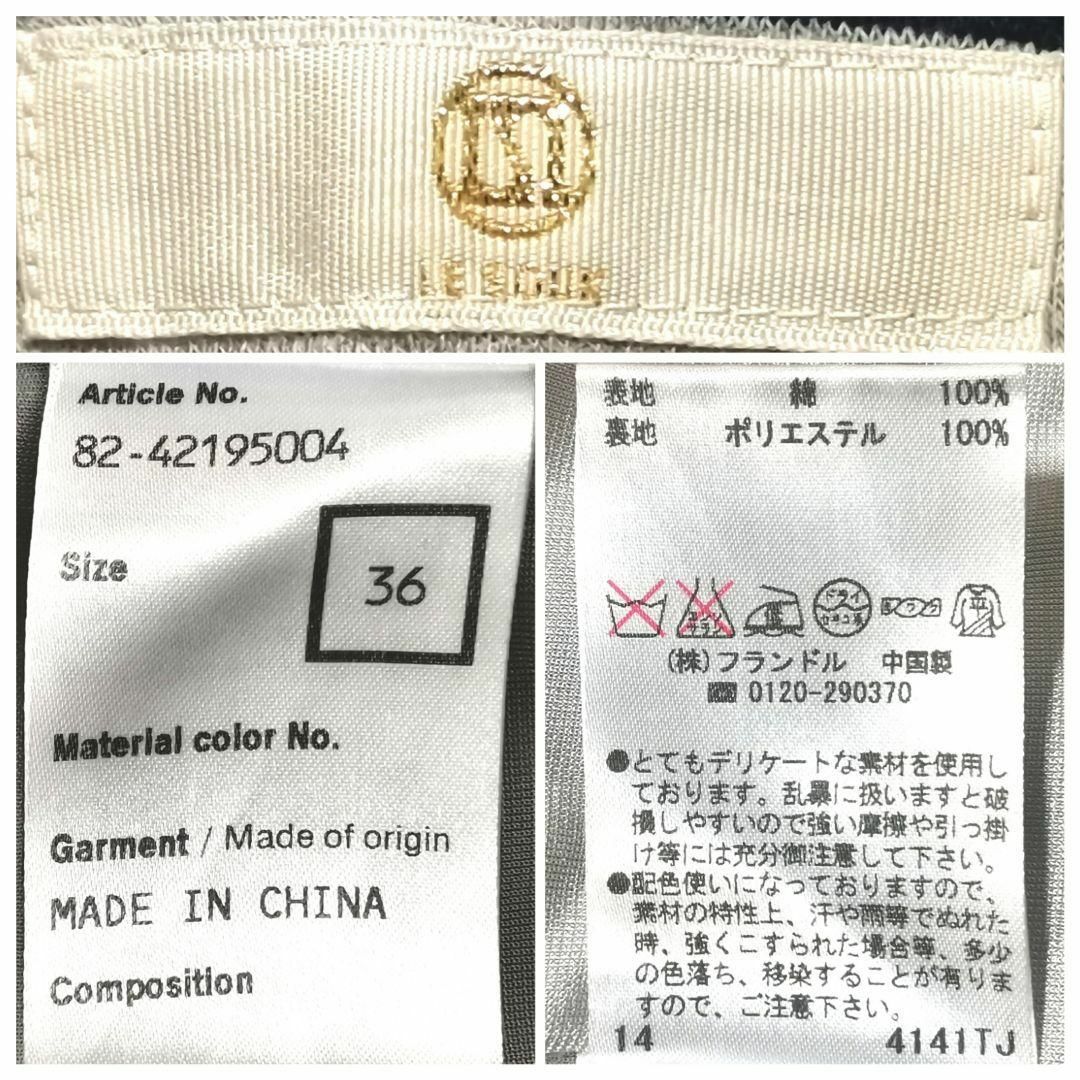 Article No.
82-42195004
Size
36
Material color No.
Garment / Made of origin
MADE IN CHINA
Composition
表地 綿 100%
裏地 ポリエステル 100%
ドライ
(株)フランドル 中国製
0120-290370
●とてもデリケートな素材を使用し
ております。乱暴に扱いますと破
損しやすいので強い摩擦や引っ掛
け等には充分御注意して下さい。
●配色使いになっておりますので、
素材の特性上、汗や雨等でぬれた
時、強くこすられた場合等、多少
の色落ち、移染することが有りま
すので、ご注意下さい。
14 4141TJ